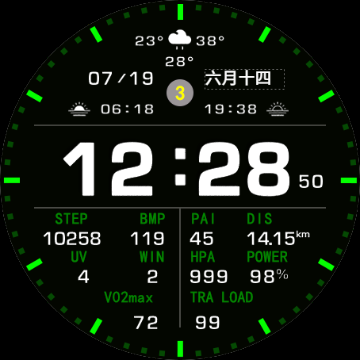 23° 38°
28°
07/19 3 六月十四
06:18 19:38
12:28 50
STEP BMP PAI DIS
10258 119 45 14.15km
UV WIN HPA POWER
4 2 999 98%
VO2max TRA LOAD
72 99